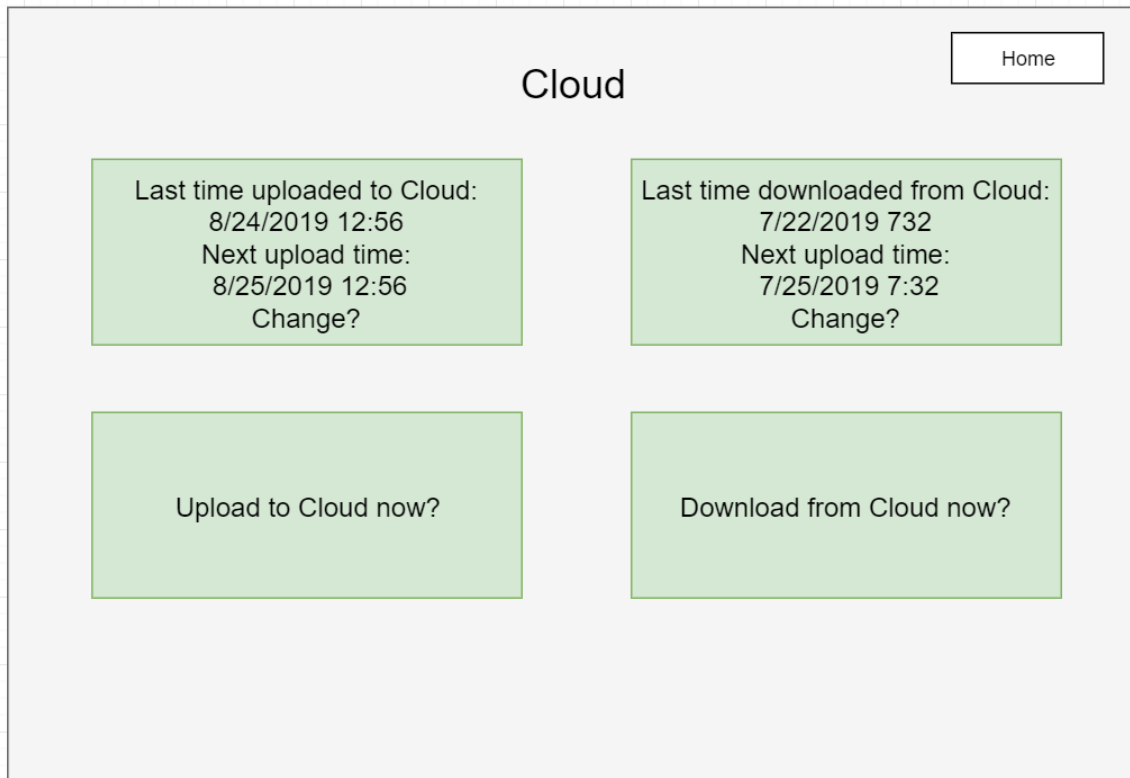 Home
Cloud
Last time uploaded to Cloud:
8/24/2019 12:56
Next upload time:
8/25/2019 12:56
Change?
Last time downloaded from Cloud:
7/22/2019 732
Next upload time:
7/25/2019 7:32
Change?
Upload to Cloud now?
Download from Cloud now?